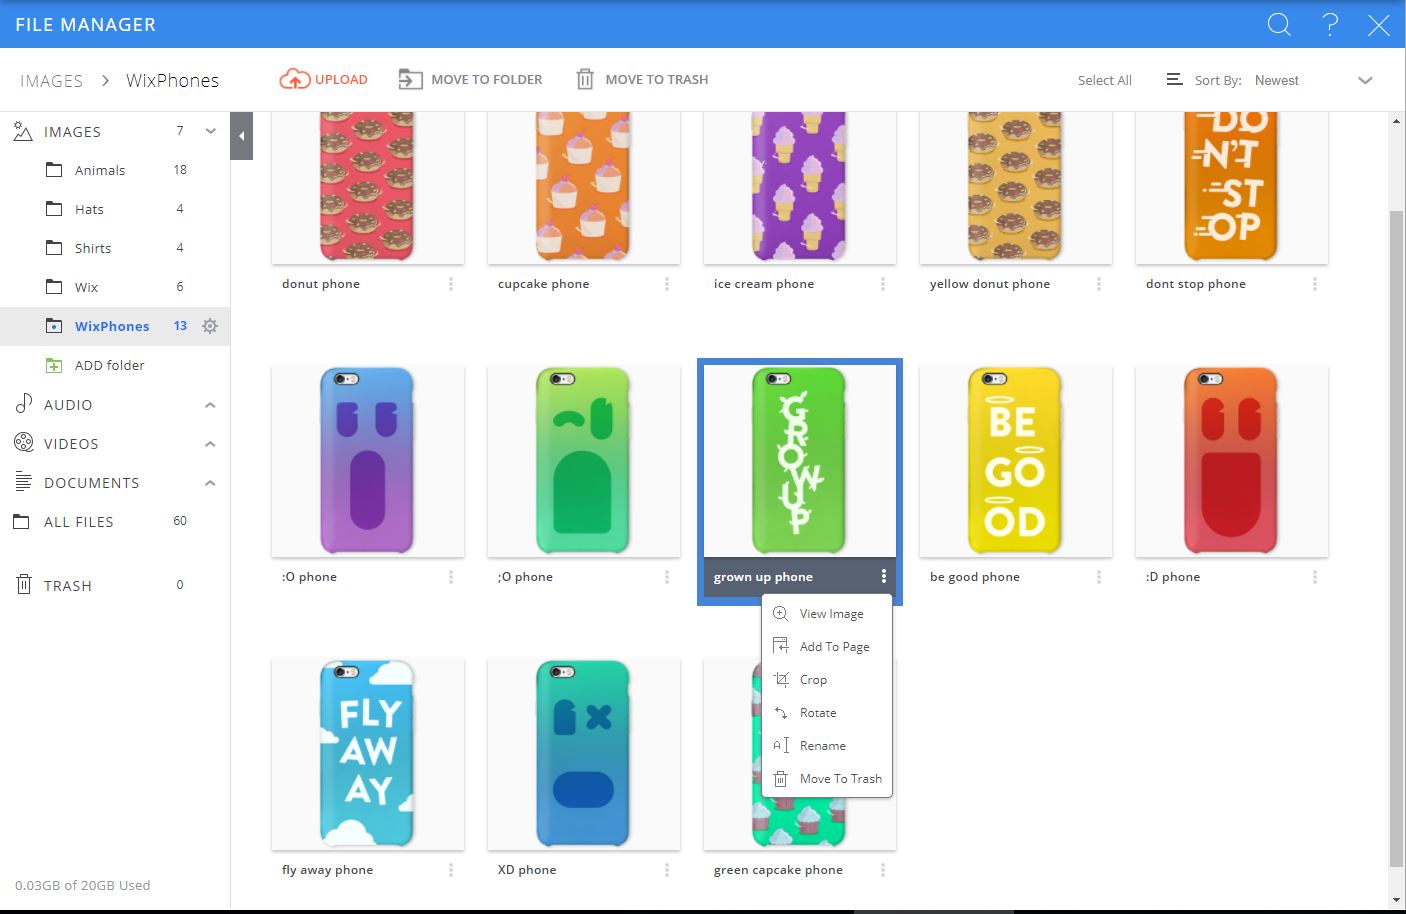 FILE MANAGER
IMAGES > WixPhones
UPLOAD
MOVE TO FOLDER
MOVE TO TRASH
Select All
Sort By: Newest
IMAGES 7
Animals 18
Hats 4
Shirts 4
Wix 6
WixPhones 13
ADD folder
AUDIO
VIDEOS
DOCUMENTS
ALL FILES 60
TRASH 0
0.03GB of 20GB Used
DO
N'T
ST
OP
donut phone
cupcake phone
ice cream phone
yellow donut phone
dont stop phone
GROWUP
BE
GO
OD
:O phone
;O phone
grown up phone
be good phone
:D phone
View Image
Add To Page
Crop
Rotate
Rename
Move To Trash
FLY
AW
AY
fly away phone
XD phone
green capcake phone